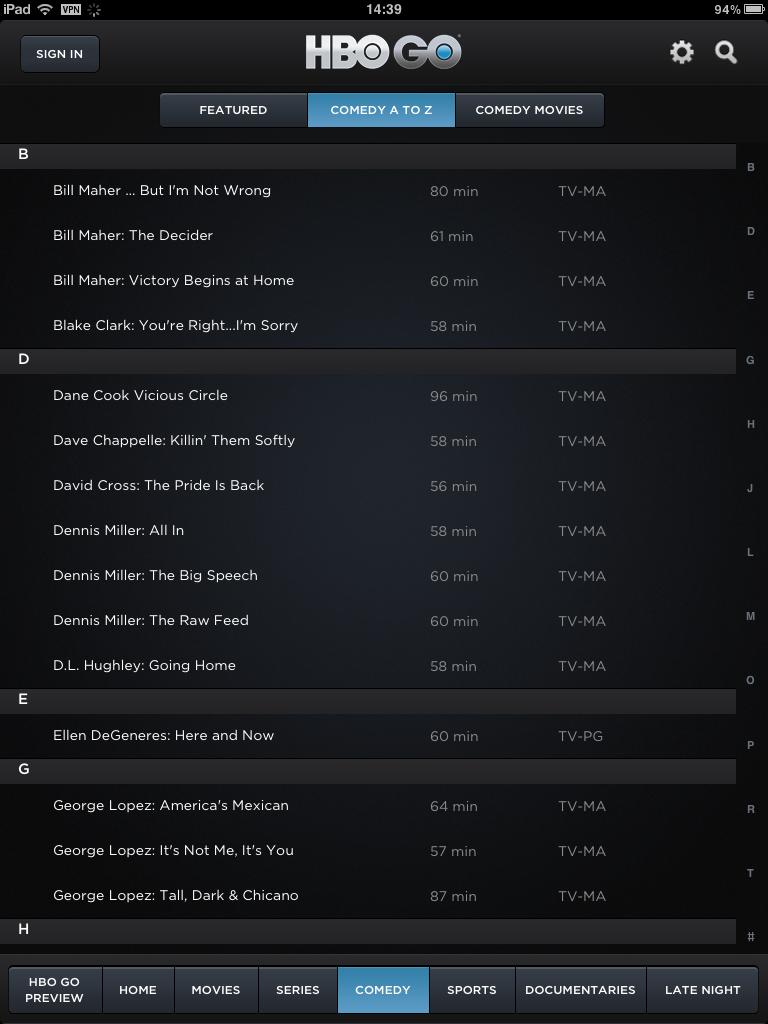 iPad VPN 14:39 94%
SIGN IN HBO GO
FEATURED COMEDY A TO Z COMEDY MOVIES
B
Bill Maher ... But I'm Not Wrong 80 min TV-MA
Bill Maher: The Decider 61 min TV-MA
Bill Maher: Victory Begins at Home 60 min TV-MA
Blake Clark: You're Right...I'm Sorry 58 min TV-MA
D
Dane Cook Vicious Circle 96 min TV-MA
Dave Chappelle: Killin' Them Softly 58 min TV-MA
David Cross: The Pride Is Back 56 min TV-MA
Dennis Miller: All In 58 min TV-MA
Dennis Miller: The Big Speech 60 min TV-MA
Dennis Miller: The Raw Feed 60 min TV-MA
D.L. Hughley: Going Home 58 min TV-MA
E
Ellen DeGeneres: Here and Now 60 min TV-PG
G
George Lopez: America's Mexican 64 min TV-MA
George Lopez: It's Not Me, It's You 57 min TV-MA
George Lopez: Tall, Dark & Chicano 87 min TV-MA
H
B
D
E
G
H
J
L
M
O
P
R
T
#
HBO GO PREVIEW HOME MOVIES SERIES COMEDY SPORTS DOCUMENTARIES LATE NIGHT